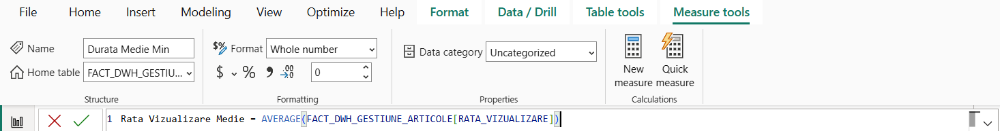 File Home Insert Modeling View Optimize Help Format Data / Drill Table tools Measure tools
Name Durata Medie Min $% Format Whole number Data category Uncategorized New measure Quick measure
Home table FACT_DWH_GESTIU... $ % 9 .00 0 0
Structure Formatting Properties Calculations
1 Rata Vizualizare Medie = AVERAGE(FACT_DWH_GESTIUNE_ARTICOLE[RATA_VIZUALIZARE])